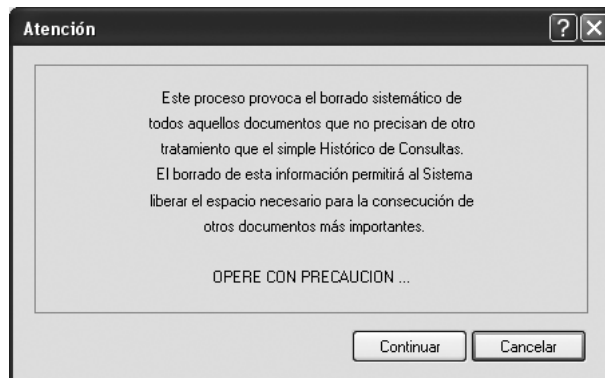 Atención
Este proceso provoca el borrado sistemático de
todos aquellos documentos que no precisan de otro
tratamiento que el simple Histórico de Consultas.
El borrado de esta información permitirá al Sistema
liberar el espacio necesario para la consecución de
otros documentos más importantes.
OPERE CON PRECAUCION ...
Continuar
Cancelar